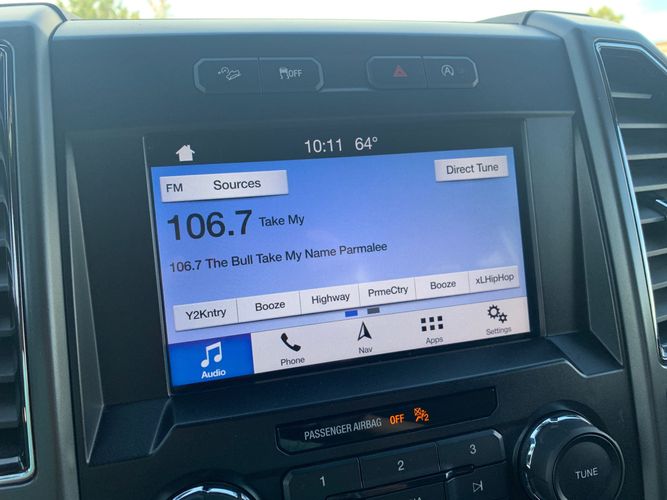 OFF
A
10:11 64°
FM Sources
Direct Tune
106.7 Take My
106.7 The Bull Take My Name Parmalee
Y2Kntry Booze Highway PrmeCtry Booze xLHipHop
Audio Phone Nav Apps Settings
PASSENGER AIRBAG OFF 2
1 2 3
TUNE